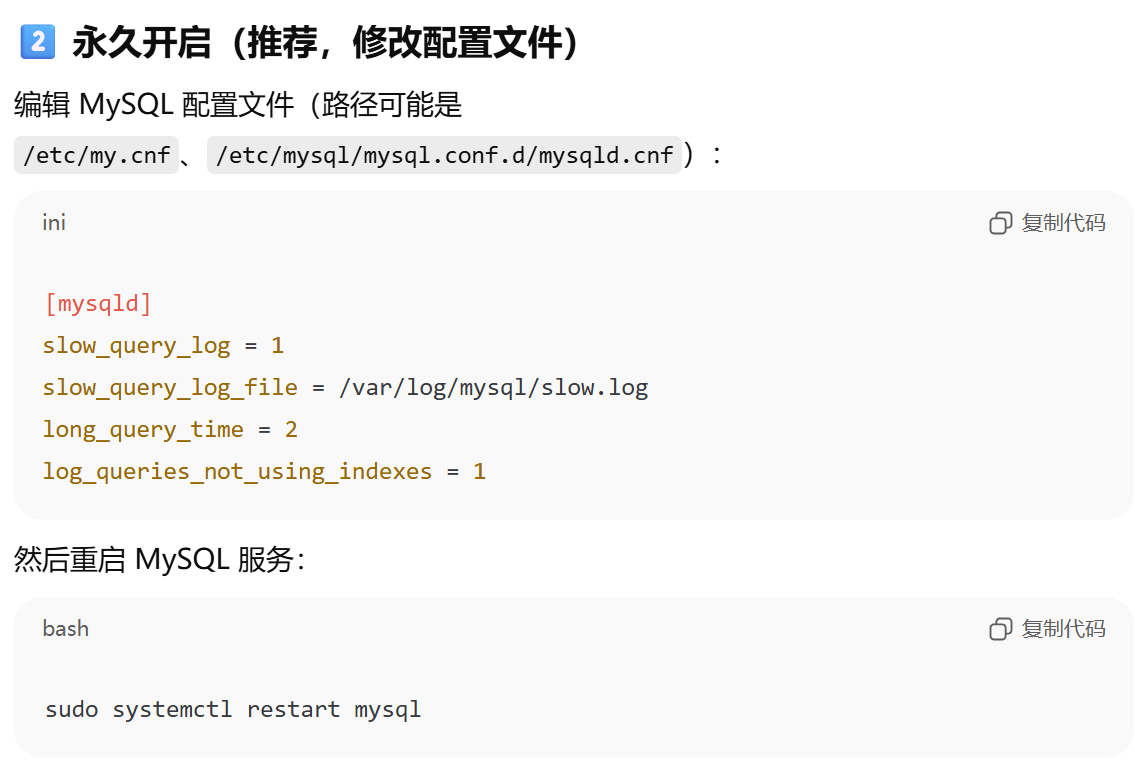 2 永久开启（推荐，修改配置文件）
编辑 MySQL 配置文件（路径可能是
/etc/my.cnf、/etc/mysql/mysql.conf.d/mysqld.cnf）：
ini 复制代码
[mysqld]
slow_query_log = 1
slow_query_log_file = /var/log/mysql/slow.log
long_query_time = 2
log_queries_not_using_indexes = 1
然后重启 MySQL 服务：
bash 复制代码
sudo systemctl restart mysql